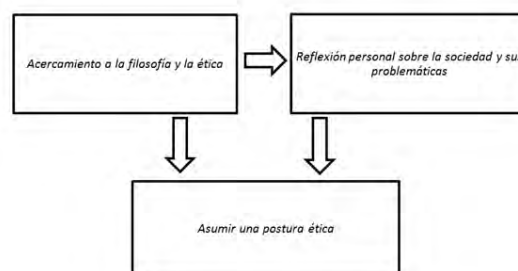 Acercamiento a la filosofía y la ética
Reflexión personal sobre la sociedad y sus
problemáticas
Asumir una postura ética